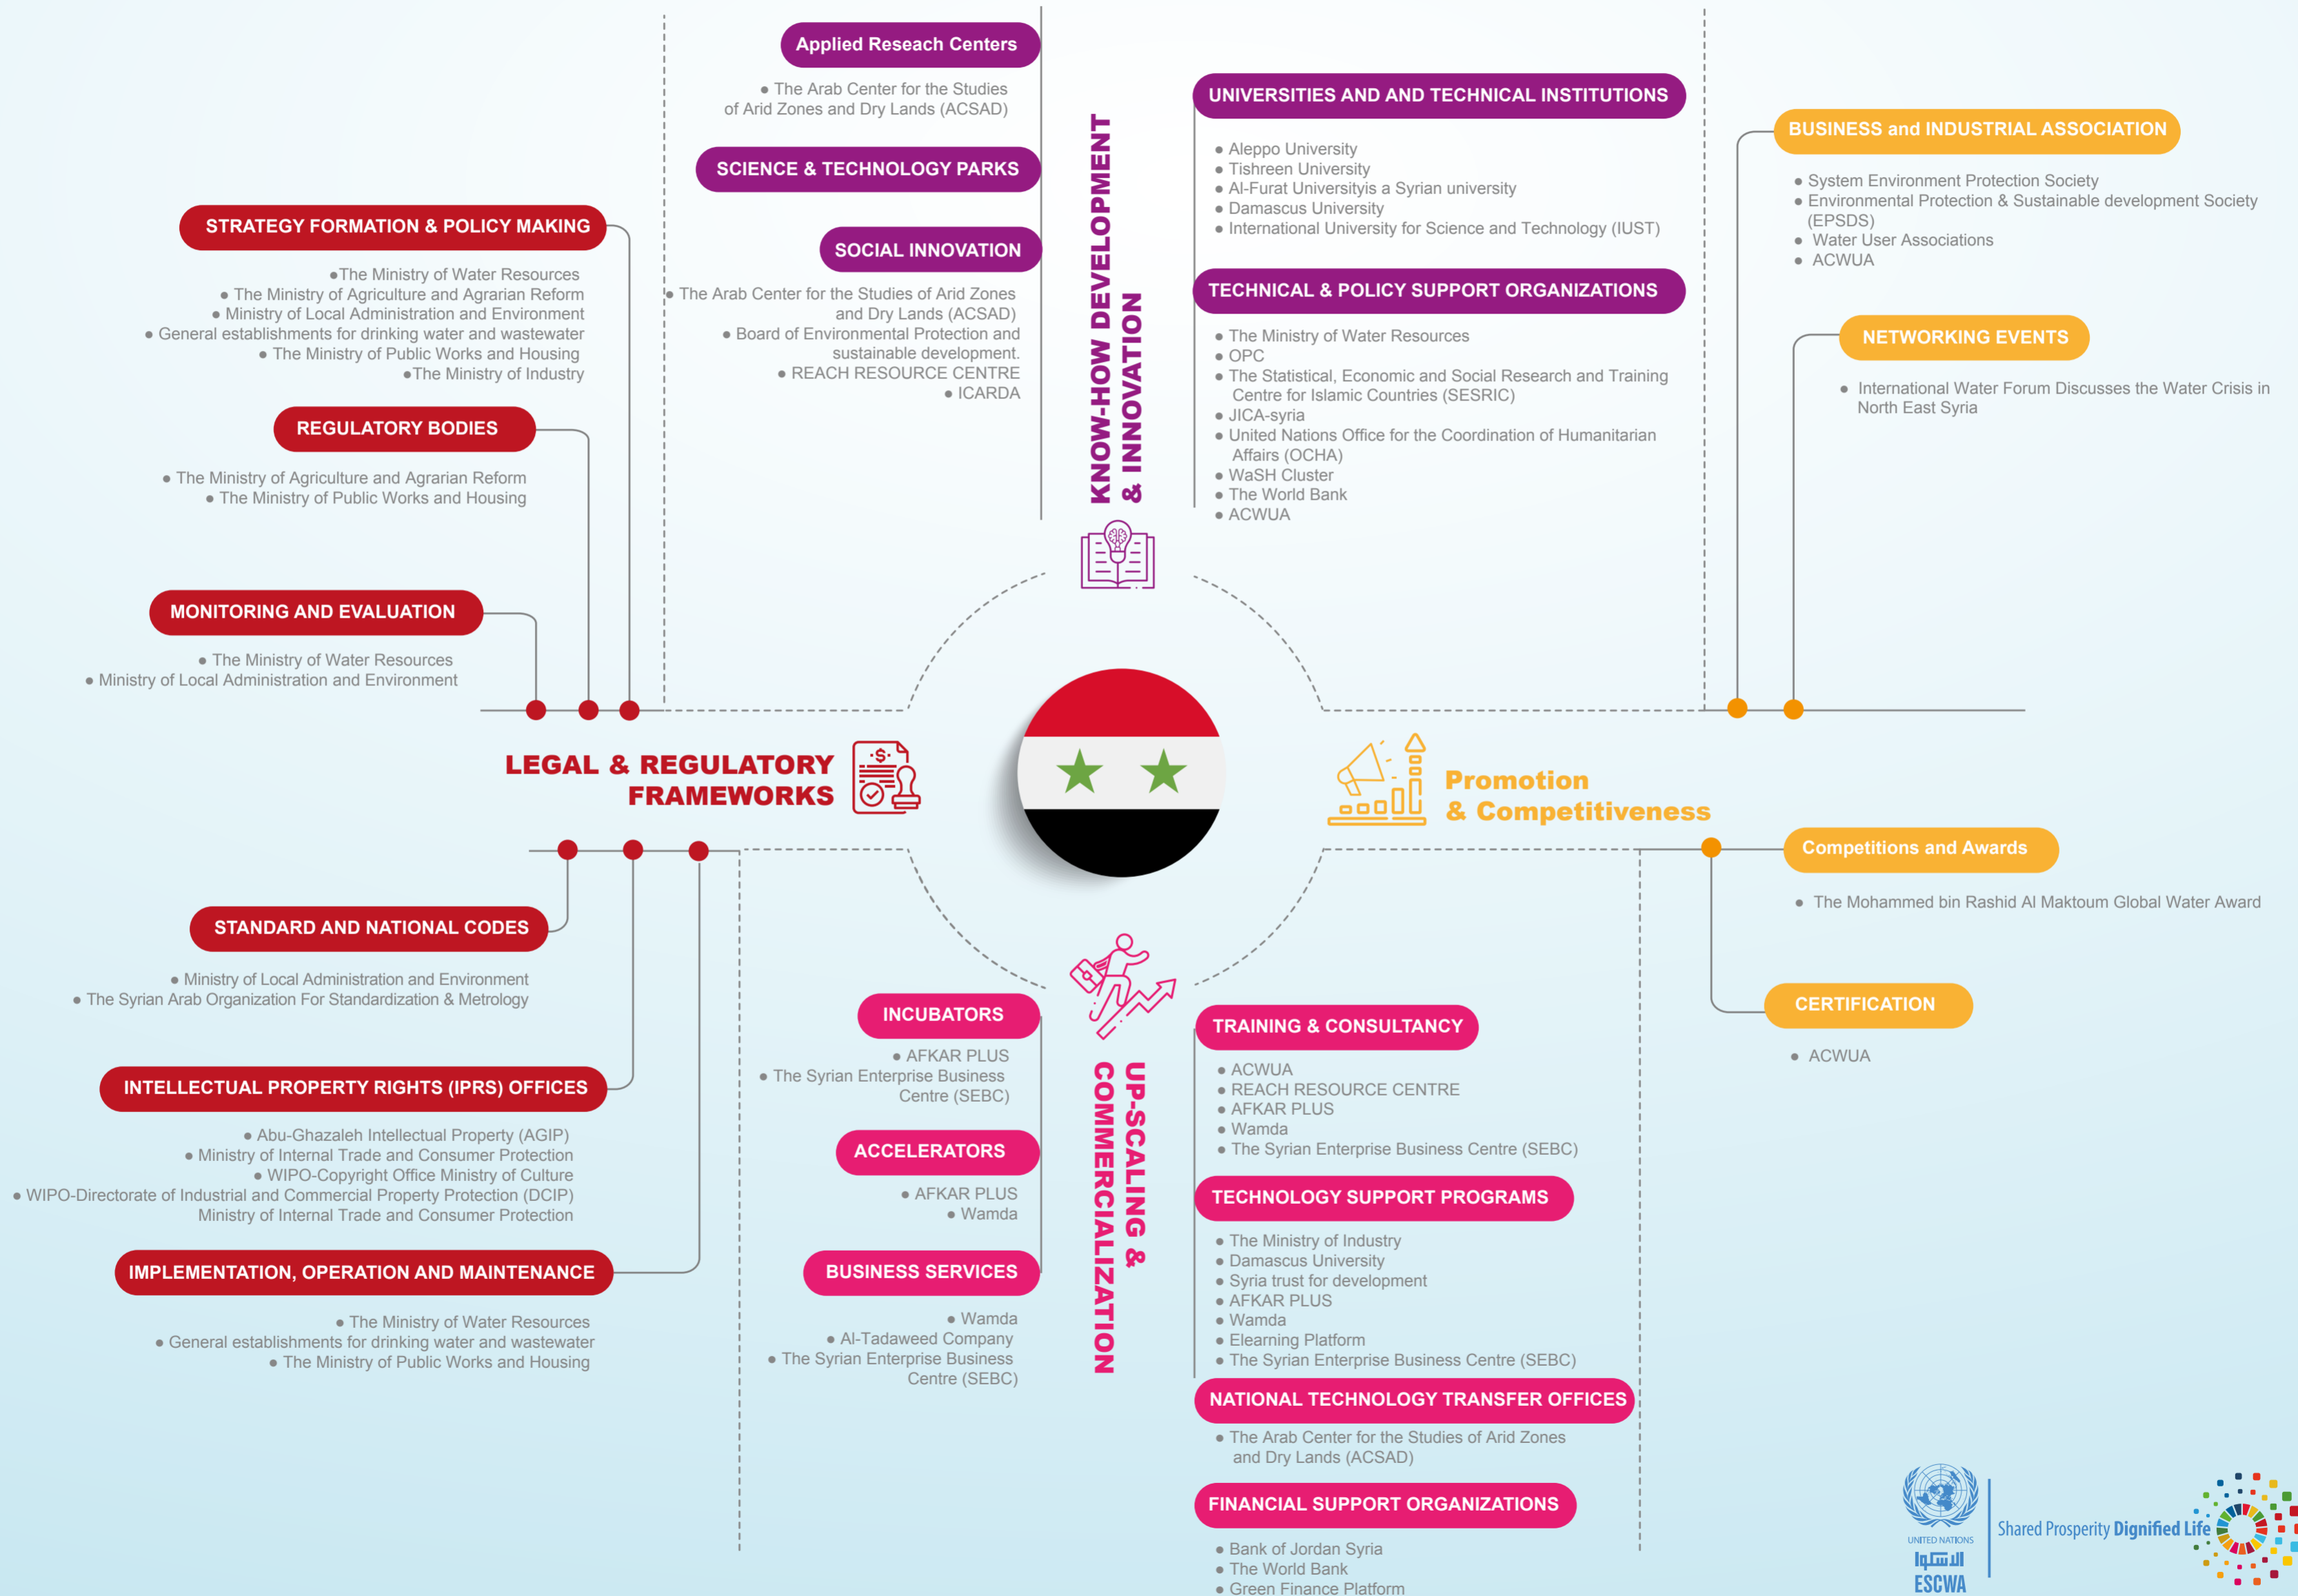 STRATEGY FORMATION & POLICY MAKING
●The Ministry of Water Resources
● The Ministry of Agriculture and Agrarian Reform
● Ministry of Local Administration and Environment
● General establishments for drinking water and wastewater
● The Ministry of Public Works and Housing
●The Ministry of Industry
REGULATORY BODIES
● The Ministry of Agriculture and Agrarian Reform
● The Ministry of Public Works and Housing
MONITORING AND EVALUATION
● The Ministry of Water Resources
● Ministry of Local Administration and Environment
LEGAL & REGULATORY
FRAMEWORKS
STANDARD AND NATIONAL CODES
● Ministry of Local Administration and Environment
● The Syrian Arab Organization For Standardization & Metrology
INTELLECTUAL PROPERTY RIGHTS (IPRS) OFFICES
● Abu-Ghazaleh Intellectual Property (AGIP)
● Ministry of Internal Trade and Consumer Protection
● WIPO-Copyright Office Ministry of Culture
● WIPO-Directorate of Industrial and Commercial Property Protection (DCIP)
Ministry of Internal Trade and Consumer Protection
IMPLEMENTATION, OPERATION AND MAINTENANCE
● The Ministry of Water Resources
● General establishments for drinking water and wastewater
● The Ministry of Public Works and Housing
Applied Reseach Centers
● The Arab Center for the Studies
of Arid Zones and Dry Lands (ACSAD)
SCIENCE & TECHNOLOGY PARKS
SOCIAL INNOVATION
● The Arab Center for the Studies of Arid Zones
and Dry Lands (ACSAD)
● Board of Environmental Protection and
sustainable development.
● REACH RESOURCE CENTRE
● ICARDA
KNOW-HOW DEVELOPMENT
& INNOVATION
UNIVERSITIES AND AND TECHNICAL INSTITUTIONS
● Aleppo University
● Tishreen University
● Al-Furat Universityis a Syrian university
● Damascus University
● International University for Science and Technology (IUST)
TECHNICAL & POLICY SUPPORT ORGANIZATIONS
● The Ministry of Water Resources
● OPC
● The Statistical, Economic and Social Research and Training
Centre for Islamic Countries (SESRIC)
● JICA-syria
● United Nations Office for the Coordination of Humanitarian
Affairs (OCHA)
● WaSH Cluster
● The World Bank
● ACWUA
BUSINESS and INDUSTRIAL ASSOCIATION
● System Environment Protection Society
● Environmental Protection & Sustainable development Society
(EPSDS)
● Water User Associations
● ACWUA
NETWORKING EVENTS
● International Water Forum Discusses the Water Crisis in
North East Syria
Promotion
& Competitiveness
Competitions and Awards
● The Mohammed bin Rashid Al Maktoum Global Water Award
CERTIFICATION
● ACWUA
INCUBATORS
● AFKAR PLUS
● The Syrian Enterprise Business
Centre (SEBC)
ACCELERATORS
● AFKAR PLUS
● Wamda
BUSINESS SERVICES
● Wamda
● Al-Tadaweed Company
● The Syrian Enterprise Business
Centre (SEBC)
UP-SCALING &
COMMERCIALIZATION
TRAINING & CONSULTANCY
● ACWUA
● REACH RESOURCE CENTRE
● AFKAR PLUS
● Wamda
● The Syrian Enterprise Business Centre (SEBC)
TECHNOLOGY SUPPORT PROGRAMS
● The Ministry of Industry
● Damascus University
● Syria trust for development
● AFKAR PLUS
● Wamda
● Elearning Platform
● The Syrian Enterprise Business Centre (SEBC)
NATIONAL TECHNOLOGY TRANSFER OFFICES
● The Arab Center for the Studies of Arid Zones
and Dry Lands (ACSAD)
FINANCIAL SUPPORT ORGANIZATIONS
● Bank of Jordan Syria
● The World Bank
● Green Finance Platform
UNITED NATIONS
الاسكوا
ESCWA
Shared Prosperity Dignified Life
$